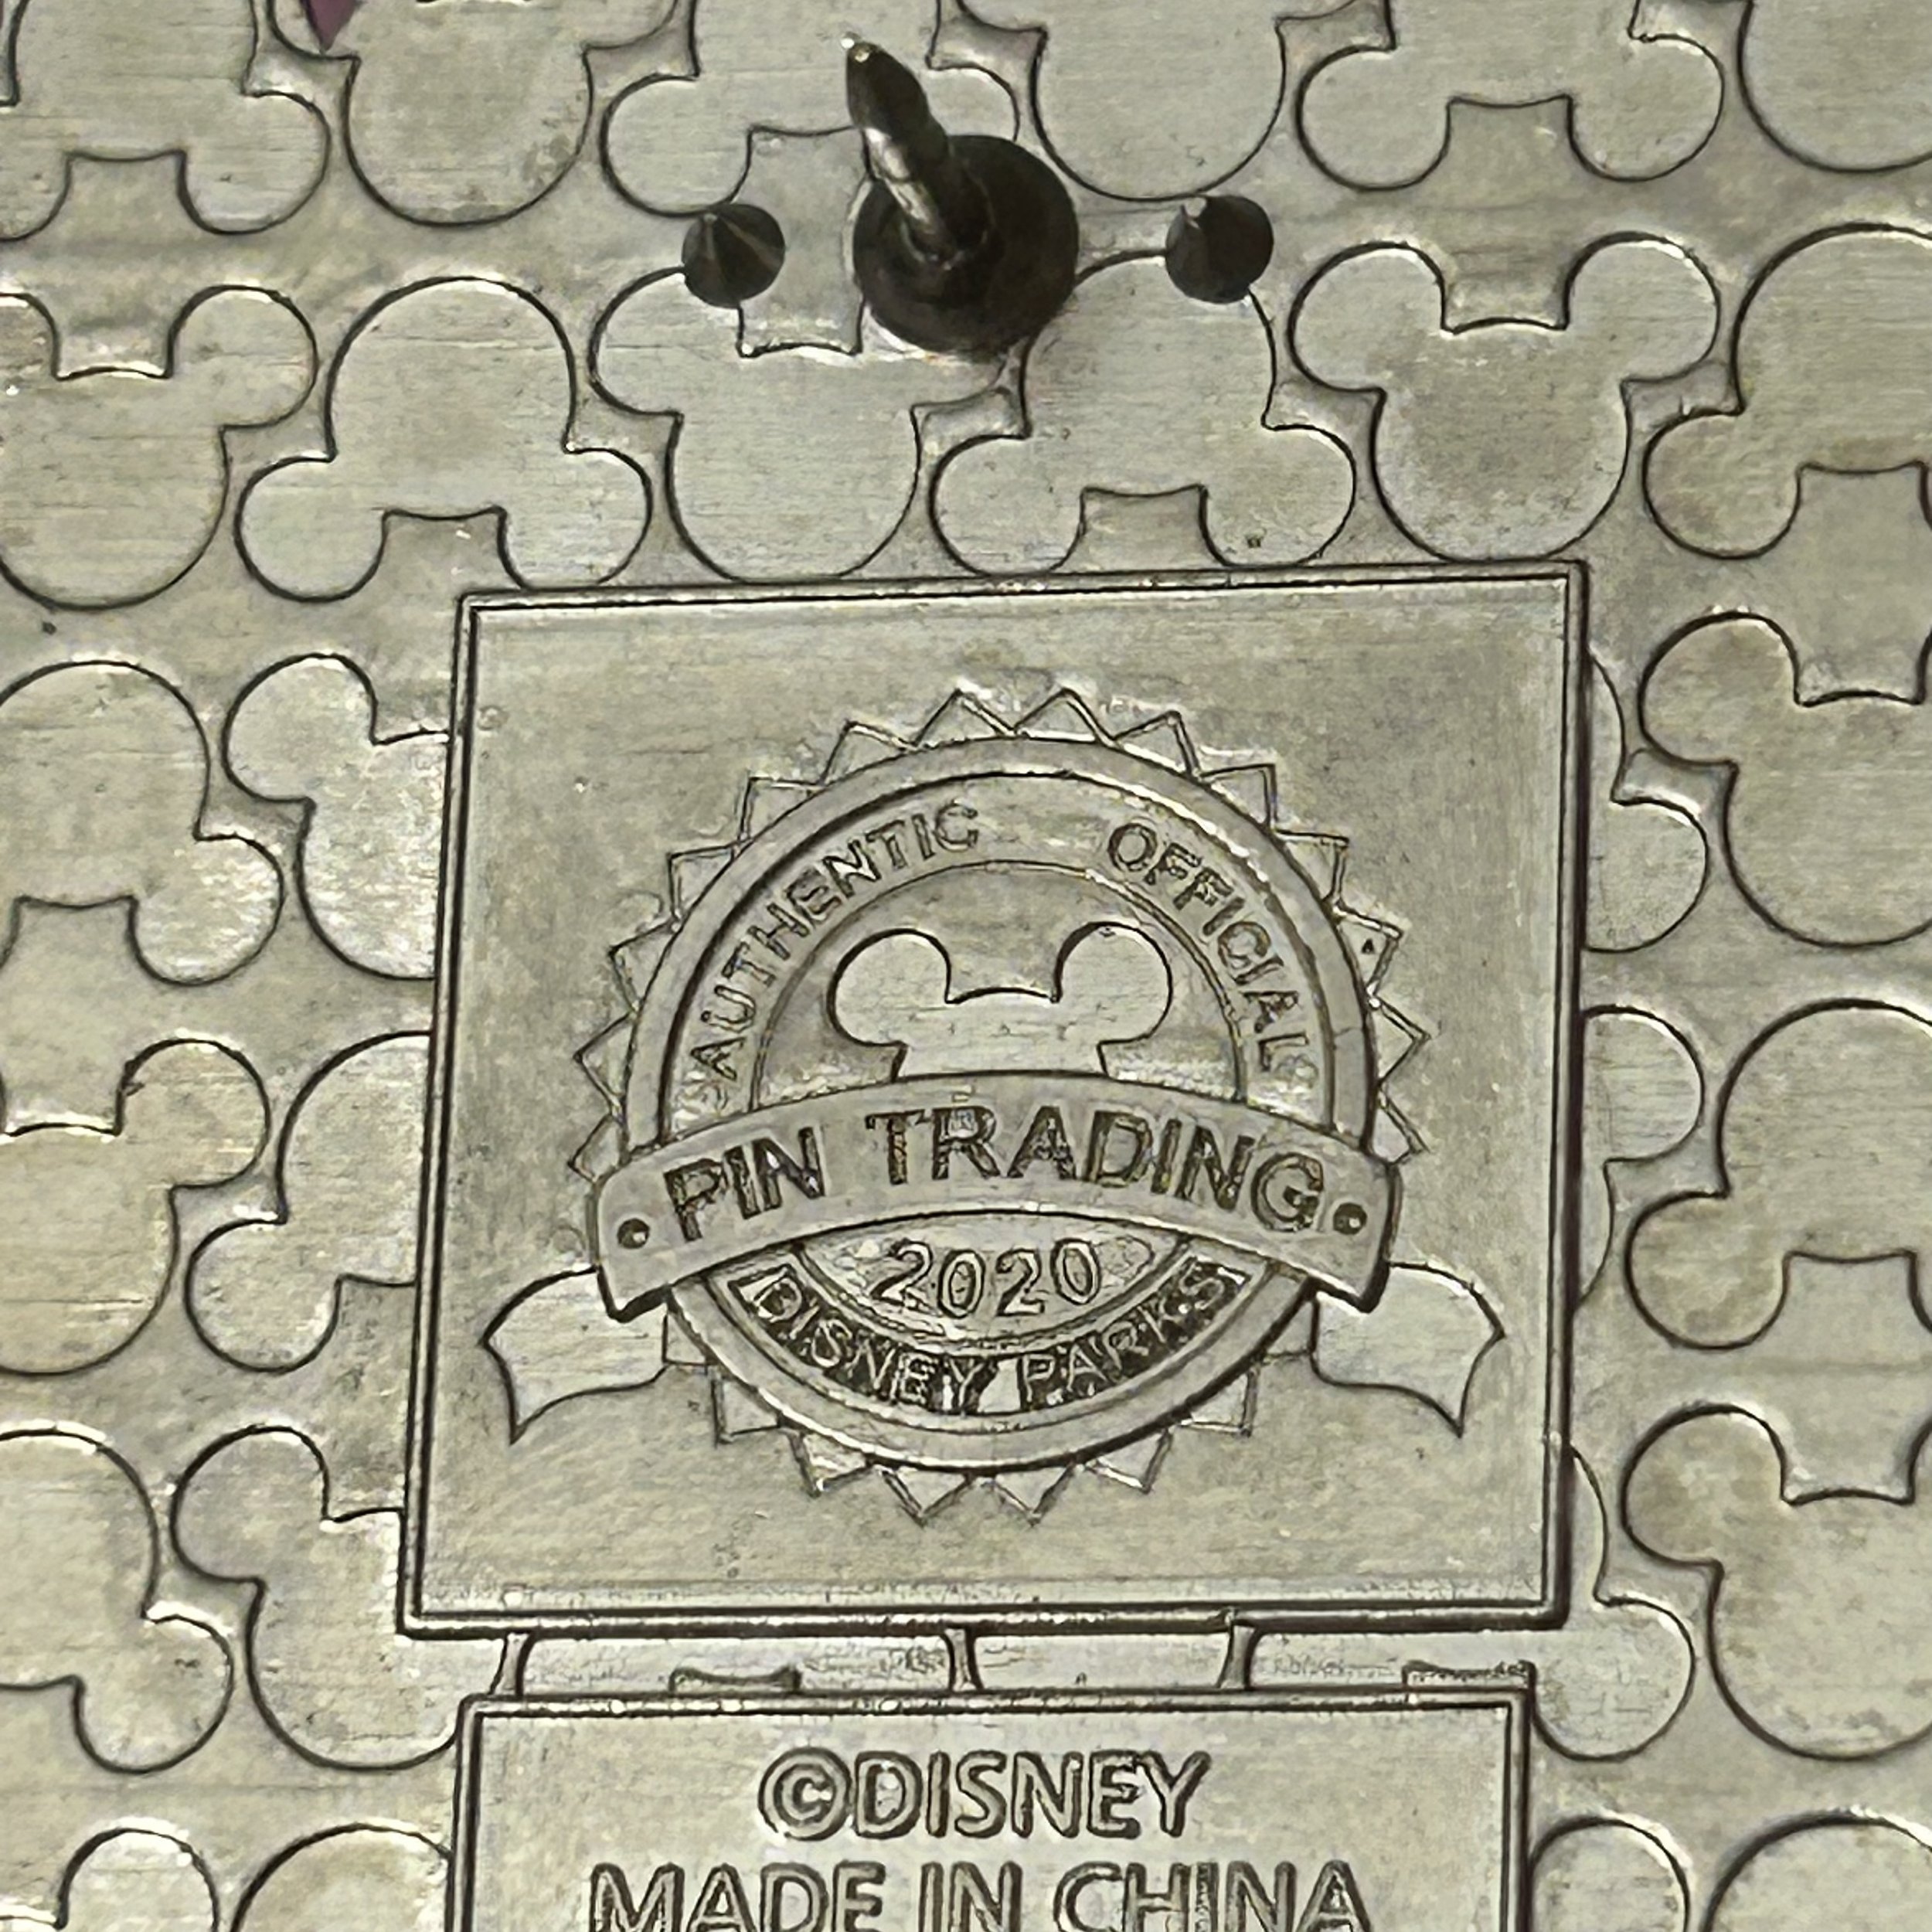 AUTHENTIC OFFICIAL
•PIN TRADING•
2020
DISNEY PARKS
©DISNEY
MADE IN CHINA